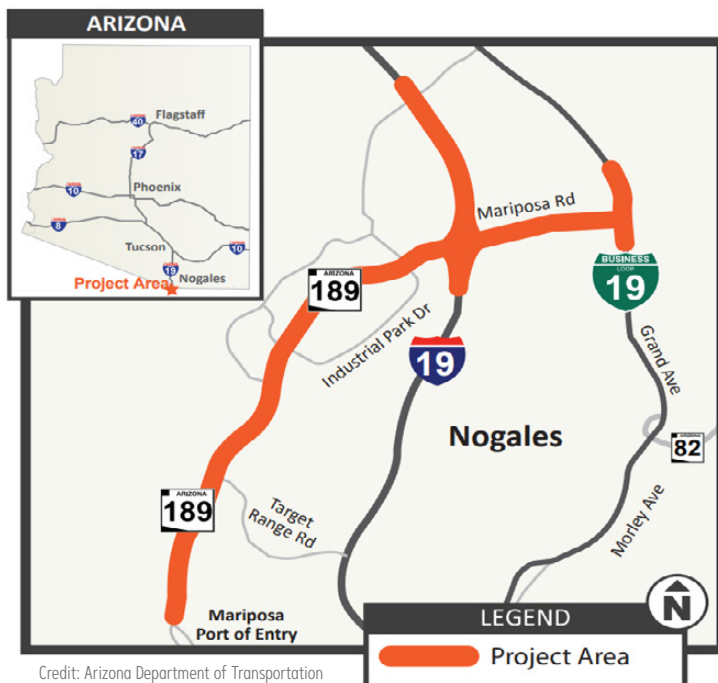 ARIZONA
40
Flagstaff
17
10
Phoenix
8
Tucson
10
19
Nogales
Project Area
Mariposa Rd
ARIZONA
189
BUSINESS
LOOP
19
Industrial Park Dr
19
Grand Ave
Nogales
ARIZONA
82
ARIZONA
189
Target
Range Rd
Morley Ave
Mariposa
Port of Entry
N
LEGEND
Project Area
Credit: Arizona Department of Transportation